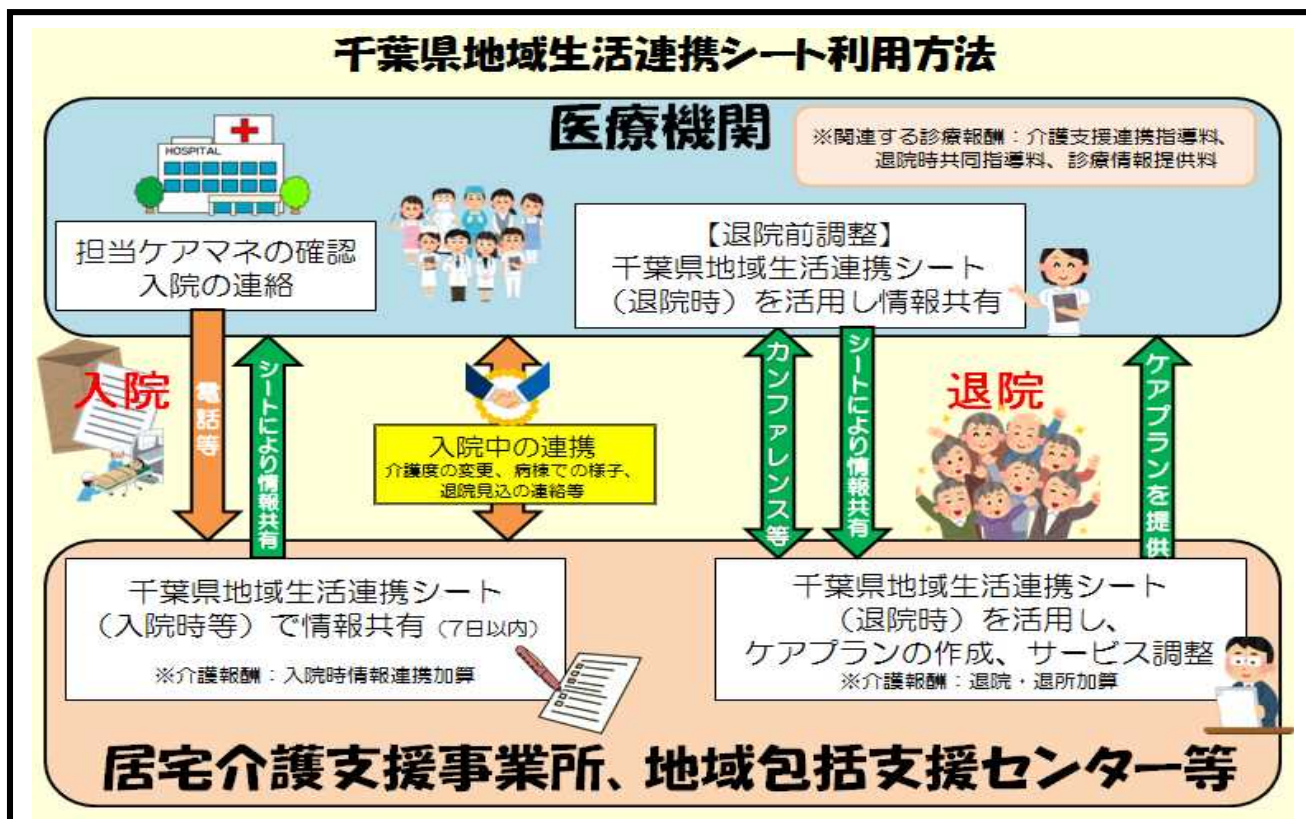 千葉県地域生活連携シート利用方法
医療機関
※関連する診療報酬：介護支援連携指導料、
退院時共同指導料、診療情報提供料
HOSPITAL
担当ケアマネの確認
入院の連絡
【退院前調整】
千葉県地域生活連携シート
（退院時）を活用し情報共有
入院
電話等
シートにより情報共有
入院中の連携
介護度の変更、病棟での様子、
退院見込の連絡等
カンファレンス等
シートにより情報共有
退院
ケアプランを提供
千葉県地域生活連携シート
（入院時等）で情報共有（7日以内）
※介護報酬：入院時情報連携加算
千葉県地域生活連携シート
（退院時）を活用し、
ケアプランの作成、サービス調整
※介護報酬：退院・退所加算
居宅介護支援事業所、地域包括支援センター等